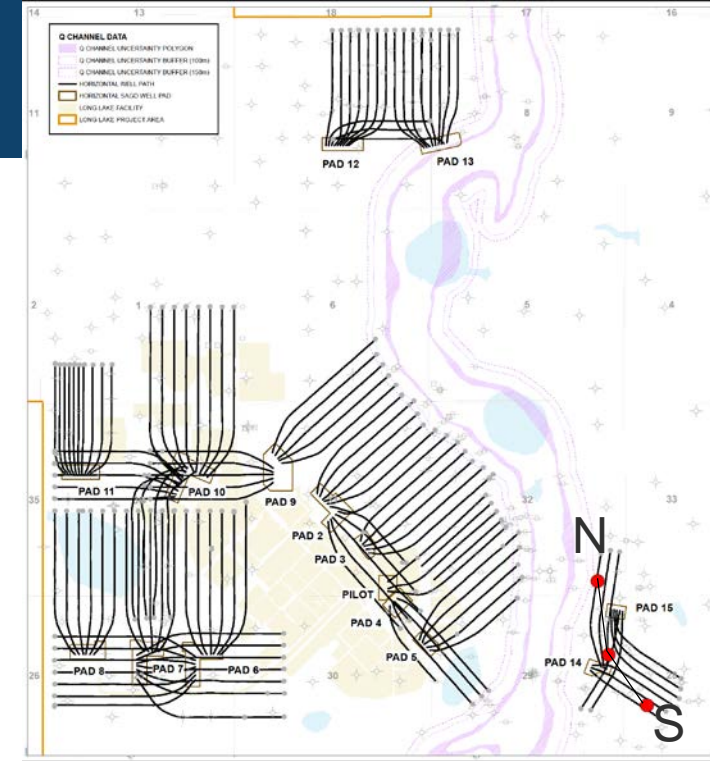 14 13 18 16
Q CHANNEL DATA
Q CHANNEL UNCERTAINTY POLYGON
Q CHANNEL UNCERTAINTY BUFFER (100m)
Q CHANNEL UNCERTAINTY BUFFER (150m)
HORIZONTAL WELL PATH
HORIZONTAL SAGD WELL PAD
LONG LAKE FACILITY
LONG LAKE PROJECT AREA
11 8 9
PAD 12 PAD 13
2 1 6 5 4
PAD 11 PAD 10 PAD 9
35 32 33
PAD 2
N
PAD 3
PILOT
PAD 15
PAD 4
PAD 5
PAD 14
PAD 8 PAD 7 PAD 6
26 30 29
S